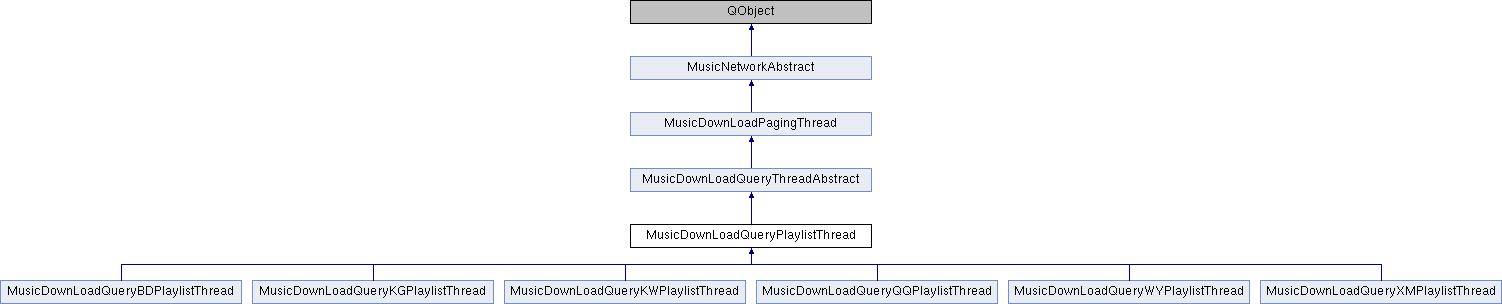 QObject
MusicNetworkAbstract
MusicDownLoadPagingThread
MusicDownLoadQueryThreadAbstract
MusicDownLoadQueryPlaylistThread
MusicDownLoadQueryBDPlaylistThread MusicDownLoadQueryKGPlaylistThread MusicDownLoadQueryKWPlaylistThread MusicDownLoadQueryQQPlaylistThread MusicDownLoadQueryWYPlaylistThread MusicDownLoadQueryXMPlaylistThread